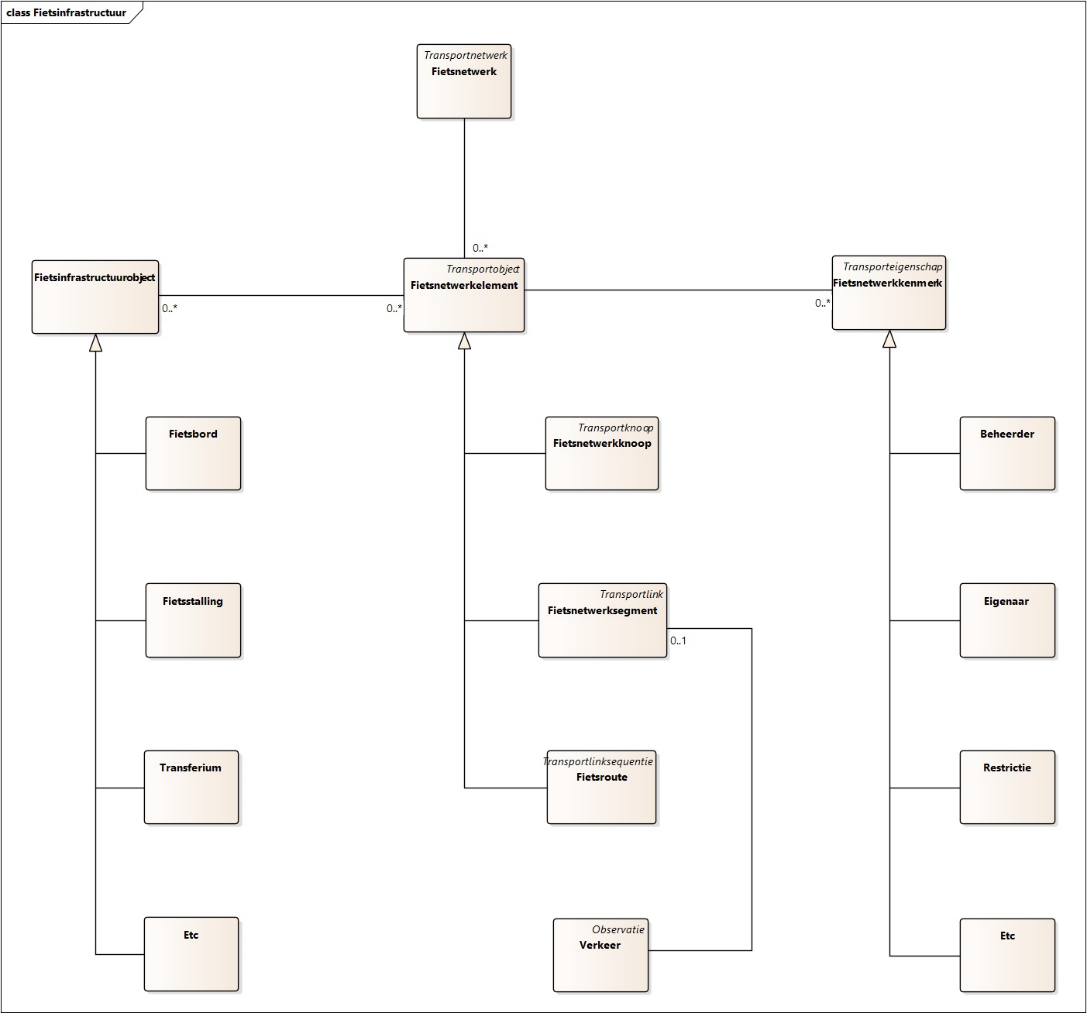 class Fietsinfrastructuur
Transportnetwerk
Fietsnetwerk
0..*
Fietsinfrastructuurobject
0..*
0..*
Transportobject
Fietsnetwerkelement
Transporteigenschap
Fietsnetwerkkenmerk
0..*
Fietsbord
Transportknoop
Fietsnetwerkknoop
Beheerder
Fietsstalling
Transportlink
Fietsnetwerksegment
0..1
Eigenaar
Transferium
Transportlinksequentie
Fietsroute
Restrictie
Etc
Observatie
Verkeer
Etc